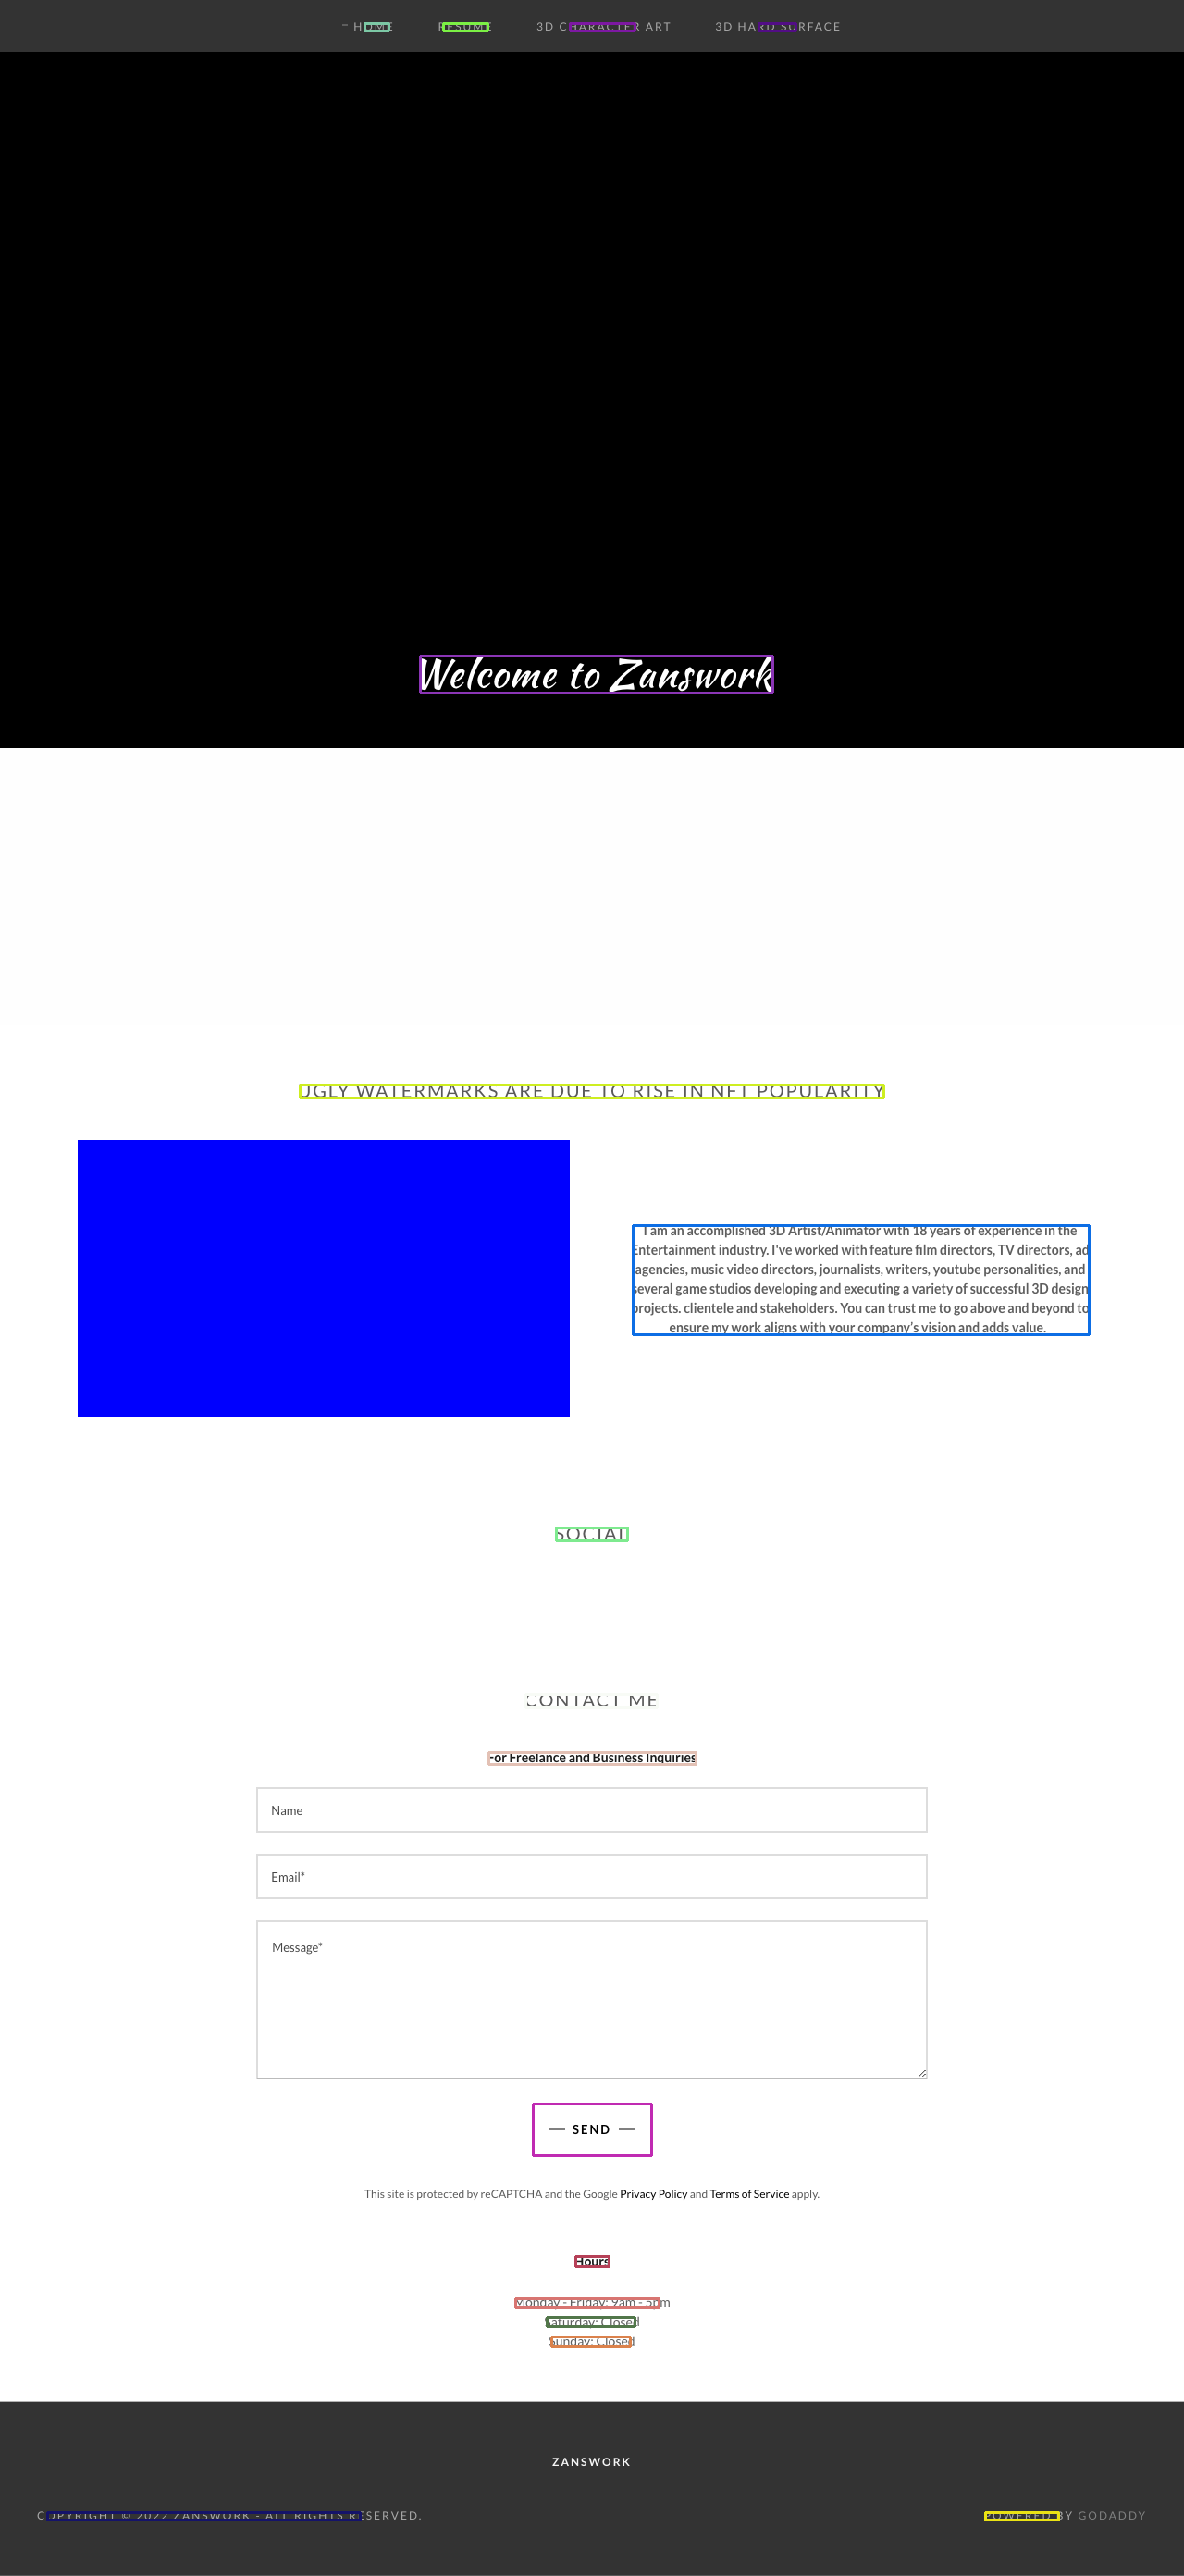 HOME RESUME 3D CHARACTER ART 3D HARD SURFACE
Welcome to Zanswork
UGLY WATERMARKS ARE DUE TO RISE IN NFT POPULARITY
I am an accomplished 3D Artist/Animator with 18 years of experience in the
Entertainment industry. I've worked with feature film directors, TV directors, ad
agencies, music video directors, journalists, writers, youtube personalities, and
several game studios developing and executing a variety of successful 3D design
projects. clientele and stakeholders. You can trust me to go above and beyond to
ensure my work aligns with your company's vision and adds value.
SOCIAL
CONTACT ME
For Freelance and Business Inquiries
Name
Email*
Message*
SEND
This site is protected by reCAPTCHA and the Google Privacy Policy and Terms of Service apply.
Hours
Monday - Friday: 9am - 5pm
Saturday: Closed
Sunday: Closed
ZANSWORK
COPYRIGHT © 2022 ZANSWORK - ALL RIGHTS RESERVED.
POWERED BY GODADDY